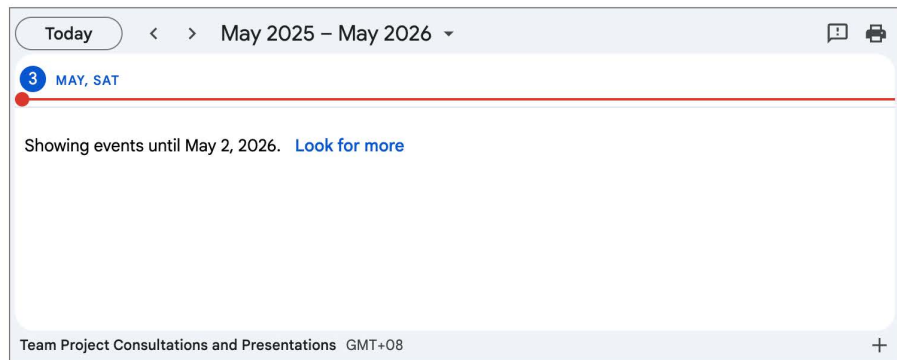 Today < > May 2025 – May 2026
3 MAY, SAT
Showing events until May 2, 2026. Look for more
Team Project Consultations and Presentations GMT+08 +